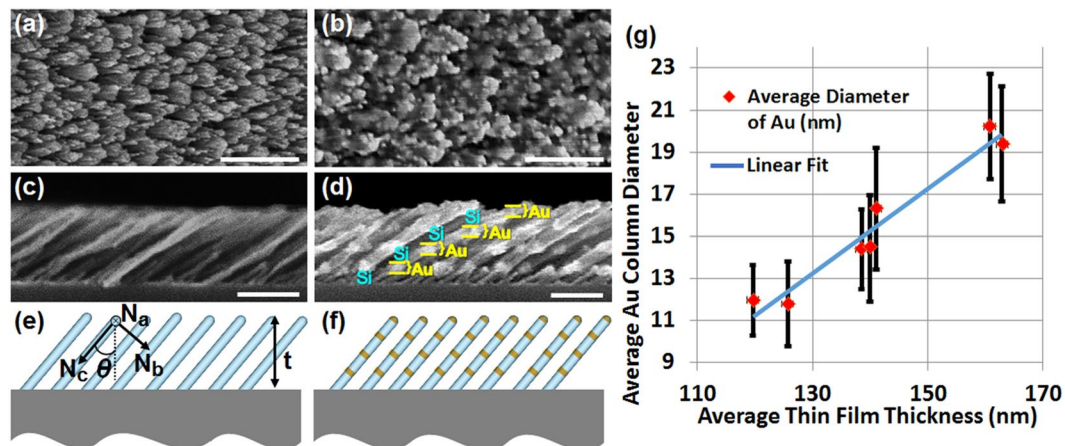 (a)
(b)
(c)
(d)
Si
Au
Si
Au
Si
Au
Si
Au
(e)
Na
Nc
θ
Nb
t
(f)
(g)
Average Au Column Diameter
23
21
19
17
15
13
11
9
Average Diameter
of Au (nm)
Linear Fit
110
130
150
170
Average Thin Film Thickness (nm)